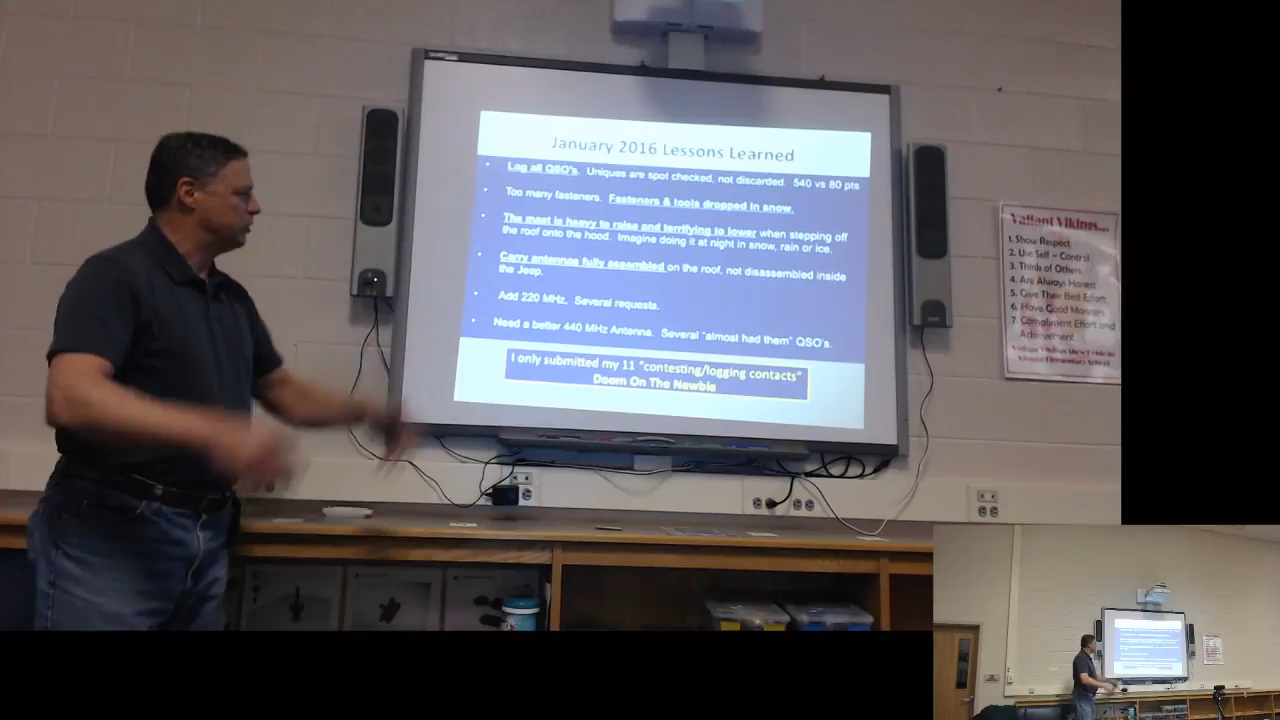 January 2016 Lessons Learned
• Log all QSO's. Uniques are spot checked, not discarded. 540 vs 80 pts
• Too many fasteners. Fasteners & tools dropped in snow.
• The mast is heavy to raise and terrifying to lower when stepping off
the roof onto the hood. Imagine doing it at night in snow, rain or ice.
• Carry antennas fully assembled on the roof, not disassembled inside
the Jeep.
• Add 220 MHz. Several requests.
• Need a better 440 MHz Antenna. Several "almost had them" QSO's.
I only submitted my 11 "contesting/logging contacts"
Doom On The Newbie
Valiant Vikings...
1. Show Respect
2. Use Self - Control
3. Think of Others
4. Are Always Honest
5. Give Their Best Effort
6. Have Good Manners
7. Compliment Effort and
Achievement